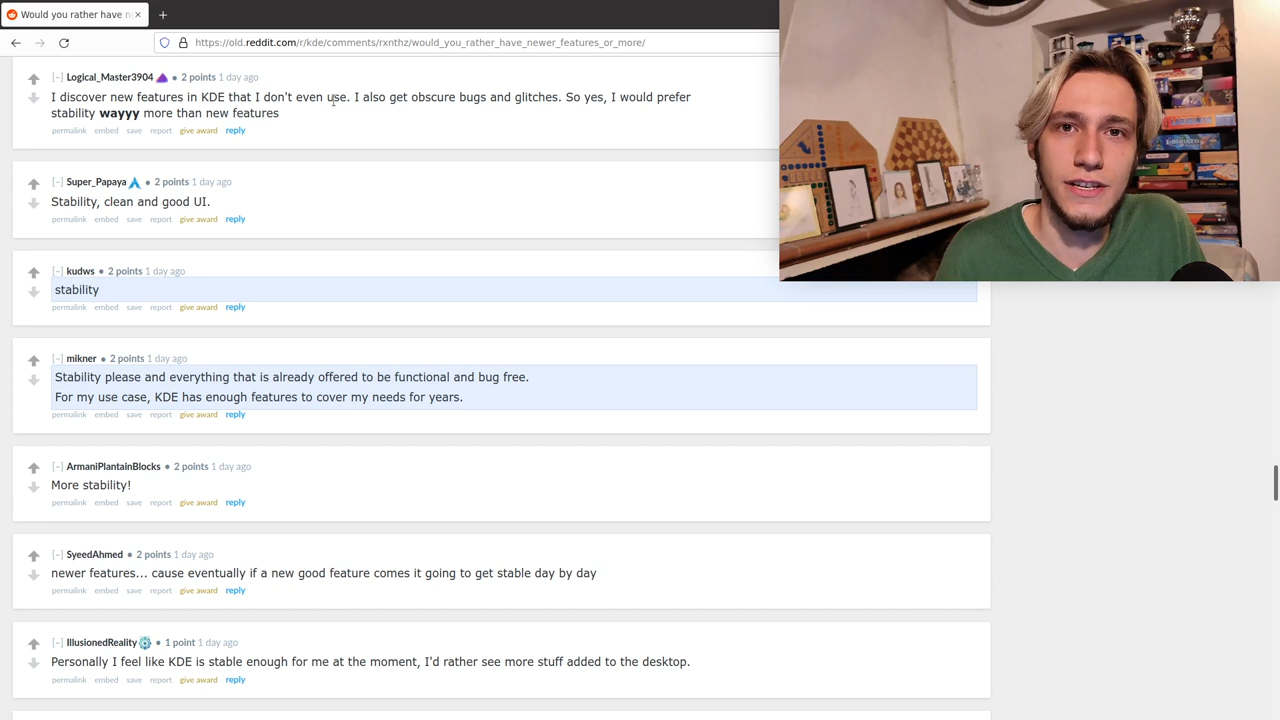 Would you rather have n
https://old.reddit.com/r/kde/comments/rxnthz/would_you_rather_have_newer_features_or_more/
[–] Logical_Master3904 • 2 points 1 day ago
I discover new features in KDE that I don't even use. I also get obscure bugs and glitches. So yes, I would prefer
stability wayyy more than new features
permalink embed save report give award reply
[–] Super_Papaya • 2 points 1 day ago
Stability, clean and good UI.
permalink embed save report give award reply
[–] kudws • 2 points 1 day ago
stability
permalink embed save report give award reply
[–] mikner • 2 points 1 day ago
Stability please and everything that is already offered to be functional and bug free.
For my use case, KDE has enough features to cover my needs for years.
permalink embed save report give award reply
[–] ArmaniPlantainBlocks • 2 points 1 day ago
More stability!
permalink embed save report give award reply
[–] SyeedAhmed • 2 points 1 day ago
newer features... cause eventually if a new good feature comes it going to get stable day by day
permalink embed save report give award reply
[–] IllusionedReality • 1 point 1 day ago
Personally I feel like KDE is stable enough for me at the moment, I'd rather see more stuff added to the desktop.
permalink embed save report give award reply